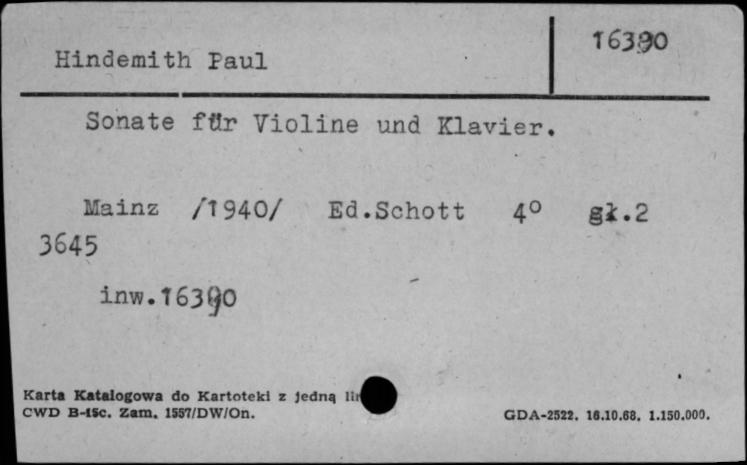 Hindemith Paul
16390
Sonate für Violine und Klavier.
Mainz /1940/ Ed.Schott 4° gł.2
3645
inw.16390
Karta Katalogowa do Kartoteki z jedną
CWD B-15c. Zam. 1557/DW/On.
GDA-2522. 16.10.68. 1.150.000.